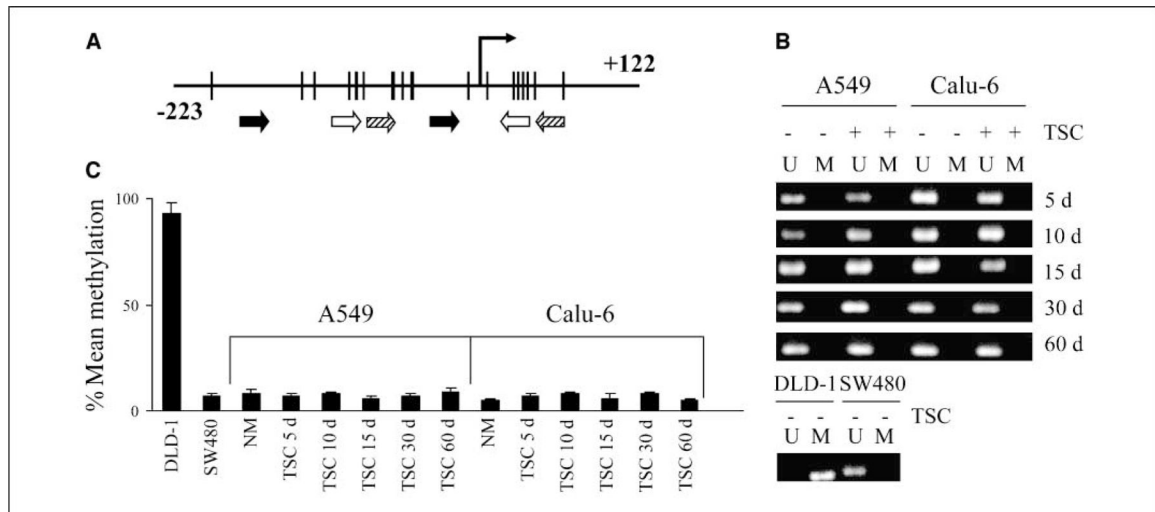 A
-223
+122
B
A549 Calu-6
- - + + - - + + TSC
U M U M U M U M
5 d
10 d
15 d
30 d
60 d
DLD-1 SW480
- - - - TSC
U M U M
C
% Mean methylation
100
50
0
A549
Calu-6
DLD-1
SW480
NM
TSC 5 d
TSC 10 d
TSC 15 d
TSC 30 d
TSC 60 d
NM
TSC 5 d
TSC 10 d
TSC 15 d
TSC 30 d
TSC 60 d